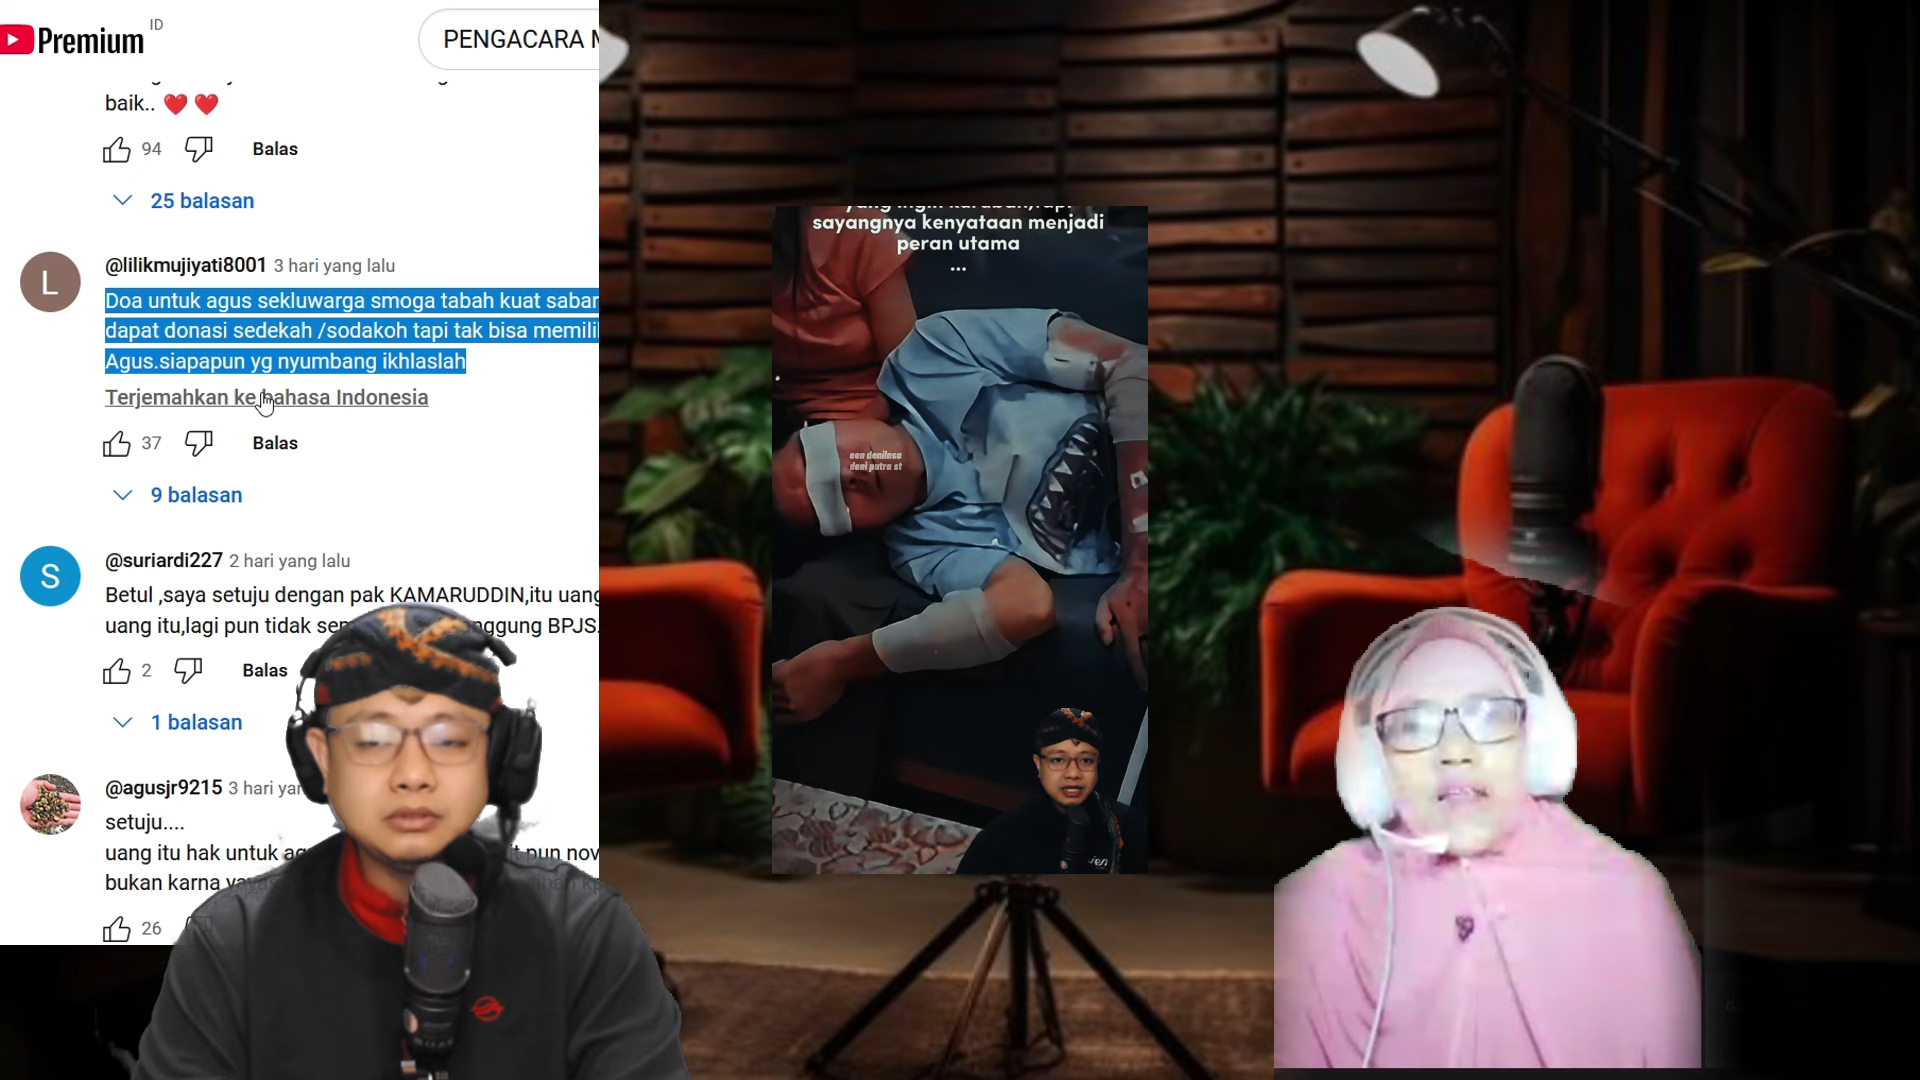 Premium ID
PENGACARA
baik.. ❤️ ❤️
94 Balas
25 balasan
L
@lilikmujiyati8001 3 hari yang lalu
Doa untuk agus sekluwarga smoga tabah kuat sabar
dapat donasi sedekah /sodakoh tapi tak bisa memili
Agus.siapapun yg nyumbang ikhlaslah
Terjemahkan ke bahasa Indonesia
37 Balas
9 balasan
S
@suriardi227 2 hari yang lalu
Betul ,saya setuju dengan pak KAMARUDDIN,itu uang
uang itu,lagi pun tidak BPJS.
2 Balas
1 balasan
@agusjr9215 3 hari
setuju....
uang itu hak untuk pun
bukan karna
26
sayangnya kenyataan menjadi
peran utama
...